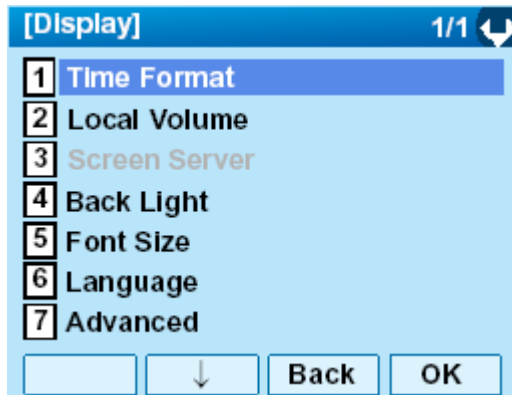 [Display] 1/1
1 Time Format
2 Local Volume
3 Screen Server
4 Back Light
5 Font Size
6 Language
7 Advanced
↓ Back OK